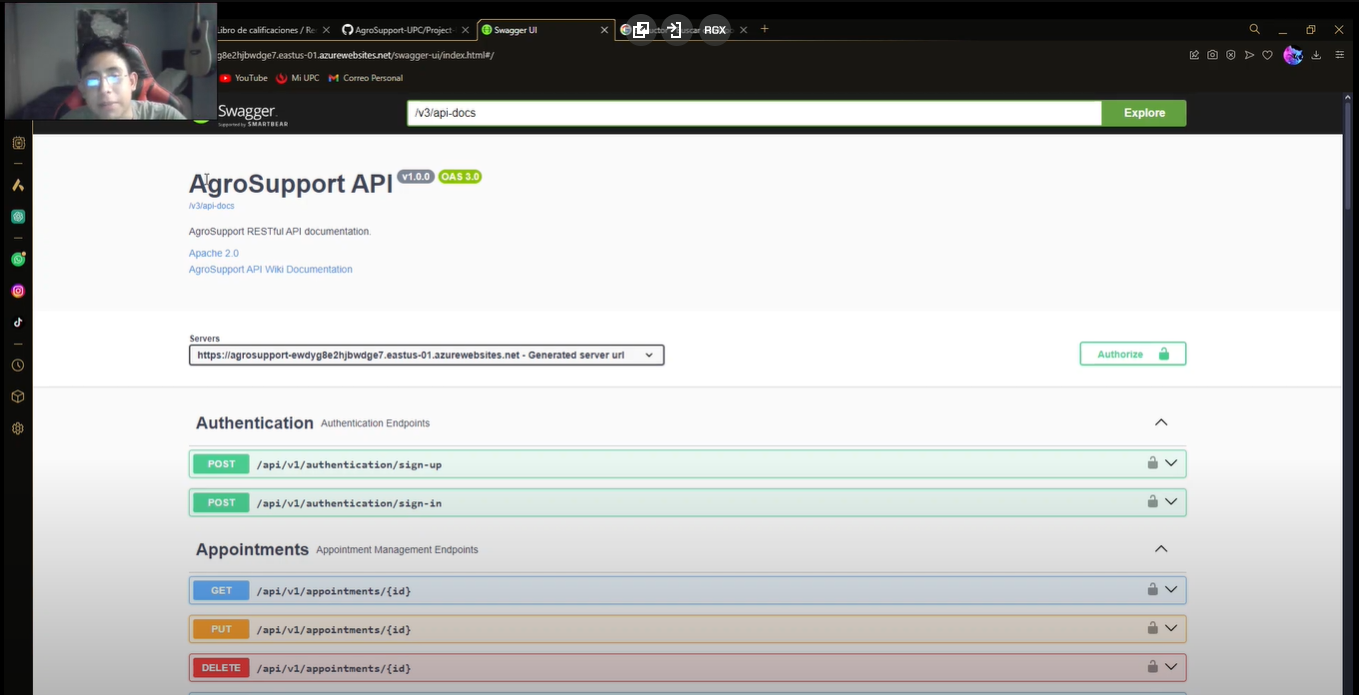 Libro de calificaciones / Re
AgroSupport-UPC/Project
Swagger UI
RGX
g8e2hjbwdge7.eastus-01.azurewebsites.net/swagger-ui/index.html#/
YouTube
Mi UPC
Correo Personal
Swagger
Supported by SMARTBEAR
/v3/api-docs
Explore
AgroSupport API v1.0.0 OAS 3.0
/v3/api-docs
AgroSupport RESTful API documentation.
Apache 2.0
AgroSupport API Wiki Documentation
Servers
https://agrosupport-ewdyg8e2hjbwdge7.eastus-01.azurewebsites.net - Generated server url
Authorize
Authentication Authentication Endpoints
POST /api/v1/authentication/sign-up
POST /api/v1/authentication/sign-in
Appointments Appointment Management Endpoints
GET /api/v1/appointments/{id}
PUT /api/v1/appointments/{id}
DELETE /api/v1/appointments/{id}